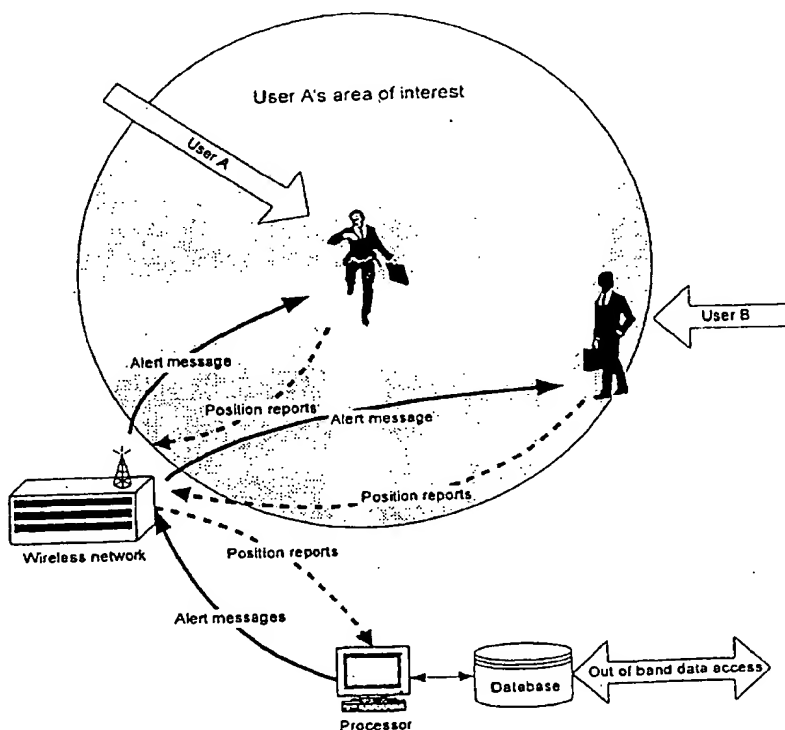 User A's area of interest
User A
User B
Alert message
Position reports
Alert message
Position reports
Wireless network
Position reports
Alert messages
Processor
Database
Out of band data access